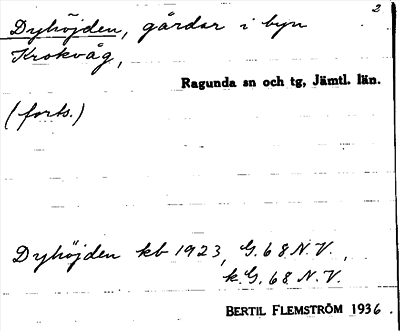 2
Dyhöjden, gårdar i byn
Krokvåg,
Ragunda sn och tg, Jämtl. län.
(forts.)
Dyhöjden kb 1923, G. 68 N.V.,
k.G. 68 N.V.
BERTIL FLEMSTRÖM 1936.